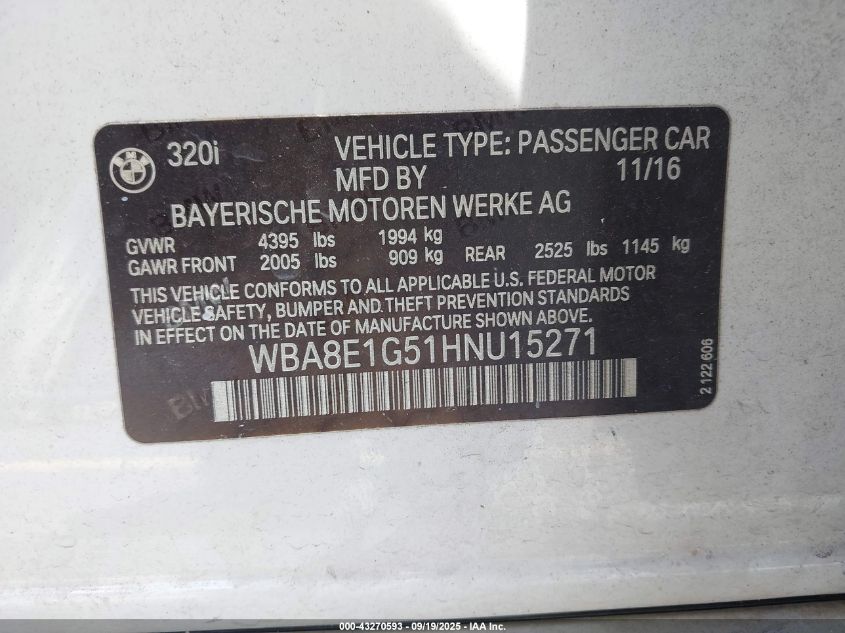 BMW 320i VEHICLE TYPE: PASSENGER CAR
MFD BY 11/16
BAYERISCHE MOTOREN WERKE AG
GVWR 4395 lbs 1994 kg
GAWR FRONT 2005 lbs 909 kg REAR 2525 lbs 1145 kg
THIS VEHICLE CONFORMS TO ALL APPLICABLE U.S. FEDERAL MOTOR
VEHICLE SAFETY, BUMPER AND THEFT PREVENTION STANDARDS
IN EFFECT ON THE DATE OF MANUFACTURE SHOWN ABOVE.
WBA8E1G51HNU15271
2 122 606
000-43270593 - 09/19/2025 - IAA Inc.